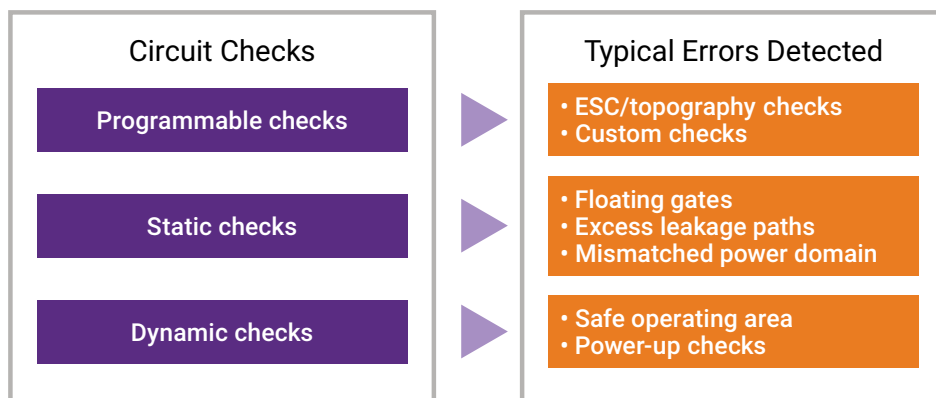 Circuit Checks
Typical Errors Detected
Programmable checks
• ESC/topography checks
• Custom checks
Static checks
• Floating gates
• Excess leakage paths
• Mismatched power domain
Dynamic checks
• Safe operating area
• Power-up checks